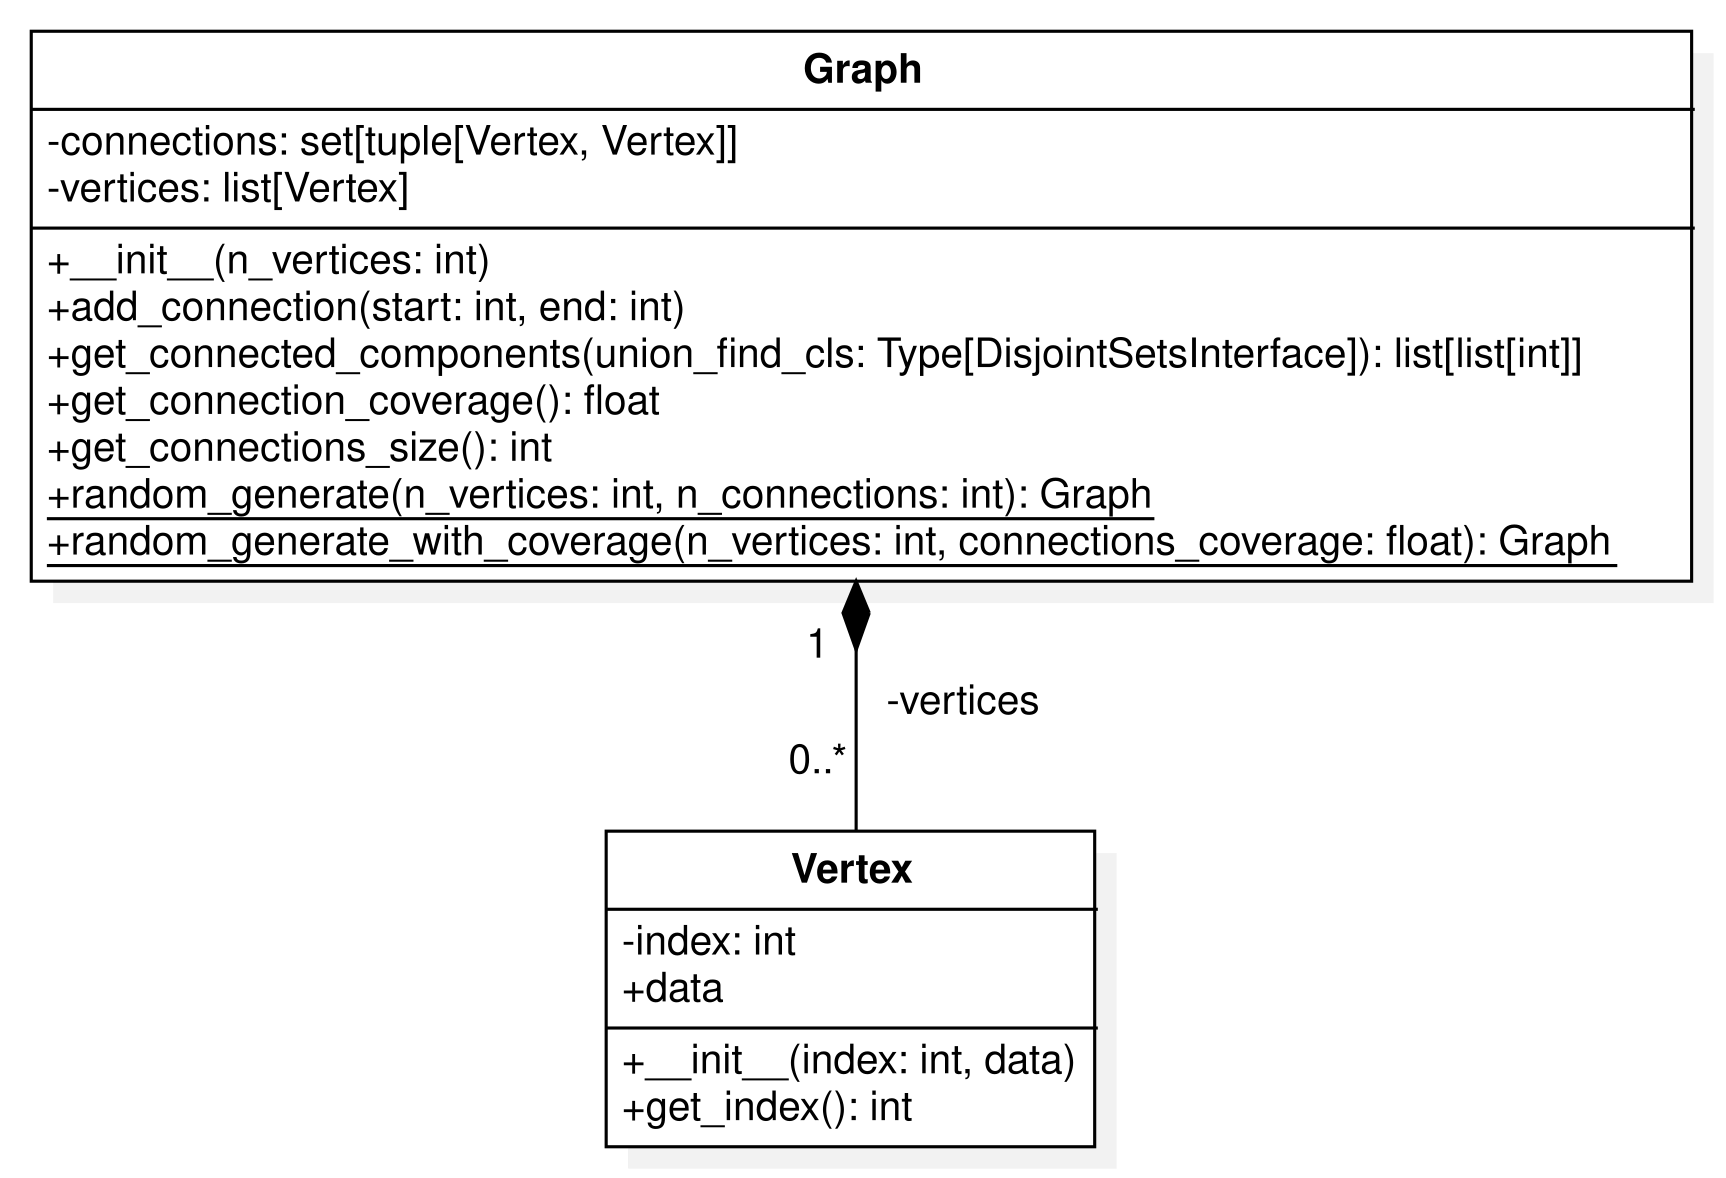 Graph
-connections: set[tuple[Vertex, Vertex]]
-vertices: list[Vertex]
+__init__(n_vertices: int)
+add_connection(start: int, end: int)
+get_connected_components(union_find_cls: Type[DisjointSetsInterface]): list[list[int]]
+get_connection_coverage(): float
+get_connections_size(): int
+random_generate(n_vertices: int, n_connections: int): Graph
+random_generate_with_coverage(n_vertices: int, connections_coverage: float): Graph
1
-vertices
0..*
Vertex
-index: int
+data
+__init__(index: int, data)
+get_index(): int